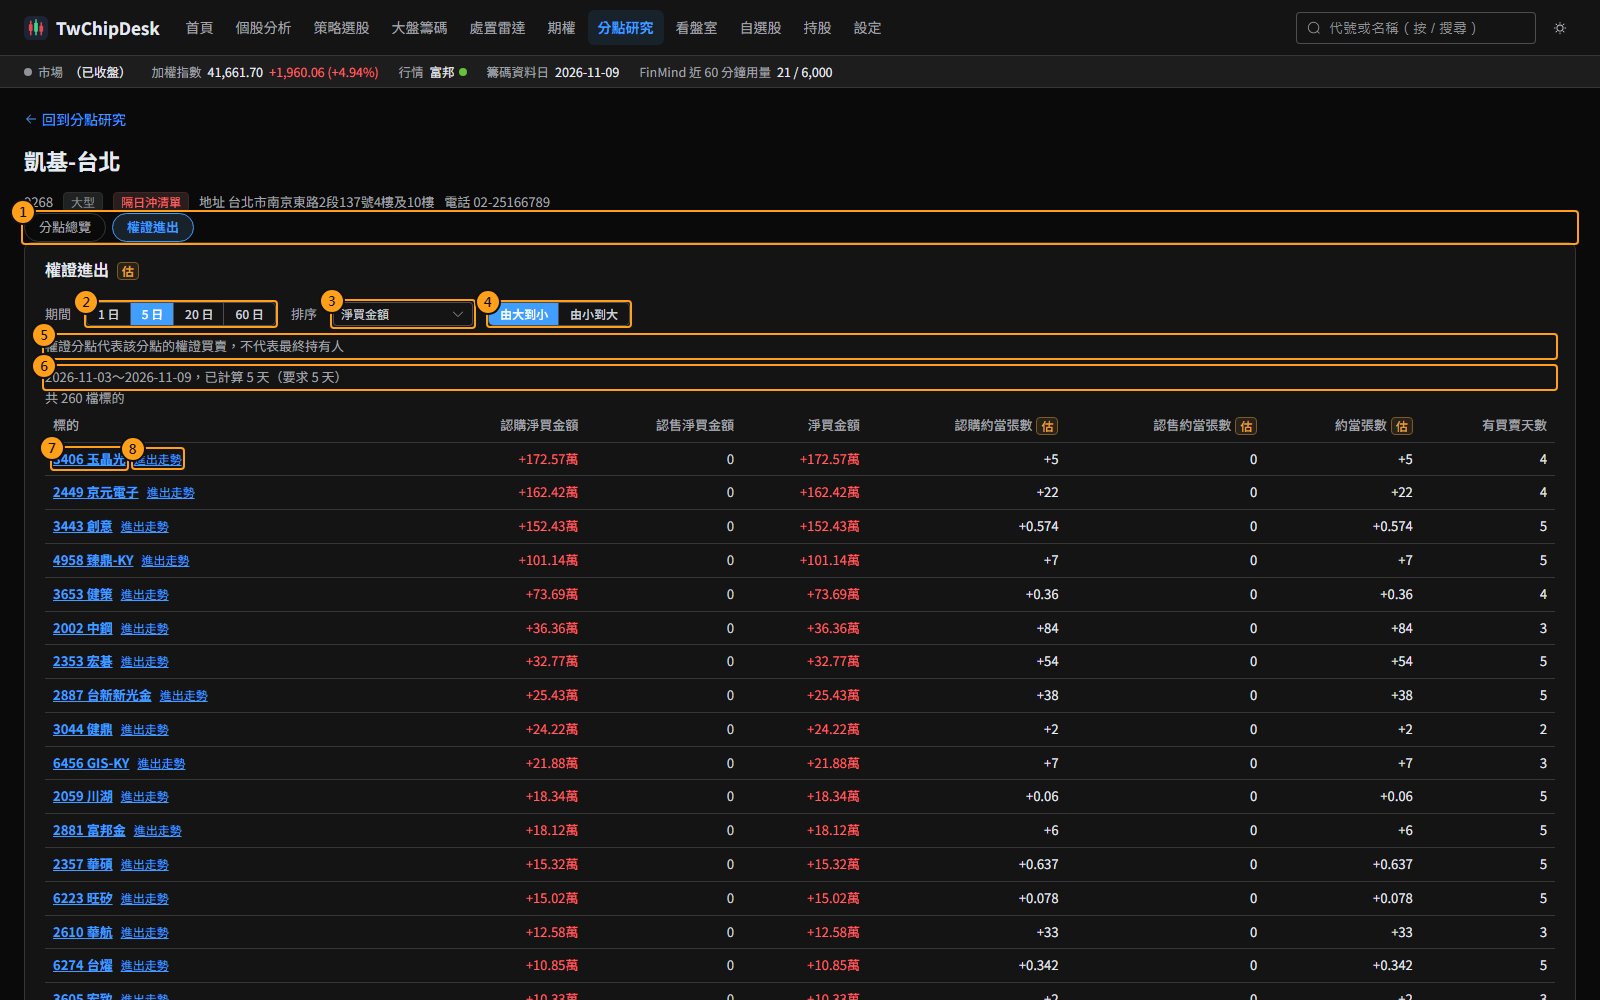 TwChipDesk 首頁 個股分析 策略選股 大盤籌碼 處置雷達 期權 分點研究 看盤室 自選股 持股 設定 代號或名稱 ( 按 / 搜尋 )
市場 (已收盤) 加權指數 41,661.70 +1,960.06 (+4.94%) 行情 富邦 籌碼資料日 2026-11-09 FinMind 近 60 分鐘用量 21 / 6,000
← 回到分點研究
凱基-台北
9268 大型 隔日沖清單 地址 台北市南京東路2段137號4樓及10樓 電話 02-25166789
1
分點總覽 權證進出
權證進出 估
期間 2 1 日 5 日 20 日 60 日 排序 3 淨買金額 4 由大到小 由小到大
5
權證分點代表該分點的權證買賣，不代表最終持有人
6
2026-11-03～2026-11-09，已計算 5 天（要求 5 天）
共 260 檔標的
標的 認購淨買金額 認售淨買金額 淨買金額 認購約當張數 估 認售約當張數 估 約當張數 估 有買賣天數
7 8
3406 玉晶光 進出走勢 +172.57萬 0 +172.57萬 +5 0 +5 4
2449 京元電子 進出走勢 +162.42萬 0 +162.42萬 +22 0 +22 4
3443 創意 進出走勢 +152.43萬 0 +152.43萬 +0.574 0 +0.574 5
4958 臻鼎-KY 進出走勢 +101.14萬 0 +101.14萬 +7 0 +7 5
3653 健策 進出走勢 +73.69萬 0 +73.69萬 +0.36 0 +0.36 4
2002 中鋼 進出走勢 +36.36萬 0 +36.36萬 +84 0 +84 3
2353 宏碁 進出走勢 +32.77萬 0 +32.77萬 +54 0 +54 5
2887 台新新光金 進出走勢 +25.43萬 0 +25.43萬 +38 0 +38 5
3044 健鼎 進出走勢 +24.22萬 0 +24.22萬 +2 0 +2 2
6456 GIS-KY 進出走勢 +21.88萬 0 +21.88萬 +7 0 +7 3
2059 川湖 進出走勢 +18.34萬 0 +18.34萬 +0.06 0 +0.06 5
2881 富邦金 進出走勢 +18.12萬 0 +18.12萬 +6 0 +6 5
2357 華碩 進出走勢 +15.32萬 0 +15.32萬 +0.637 0 +0.637 5
6223 旺矽 進出走勢 +15.02萬 0 +15.02萬 +0.078 0 +0.078 5
2610 華航 進出走勢 +12.58萬 0 +12.58萬 +33 0 +33 3
6274 台燿 進出走勢 +10.85萬 0 +10.85萬 +0.342 0 +0.342 5
3605 宏致 進出走勢 +10.33萬 0 +10.33萬 +2 0 +2 3